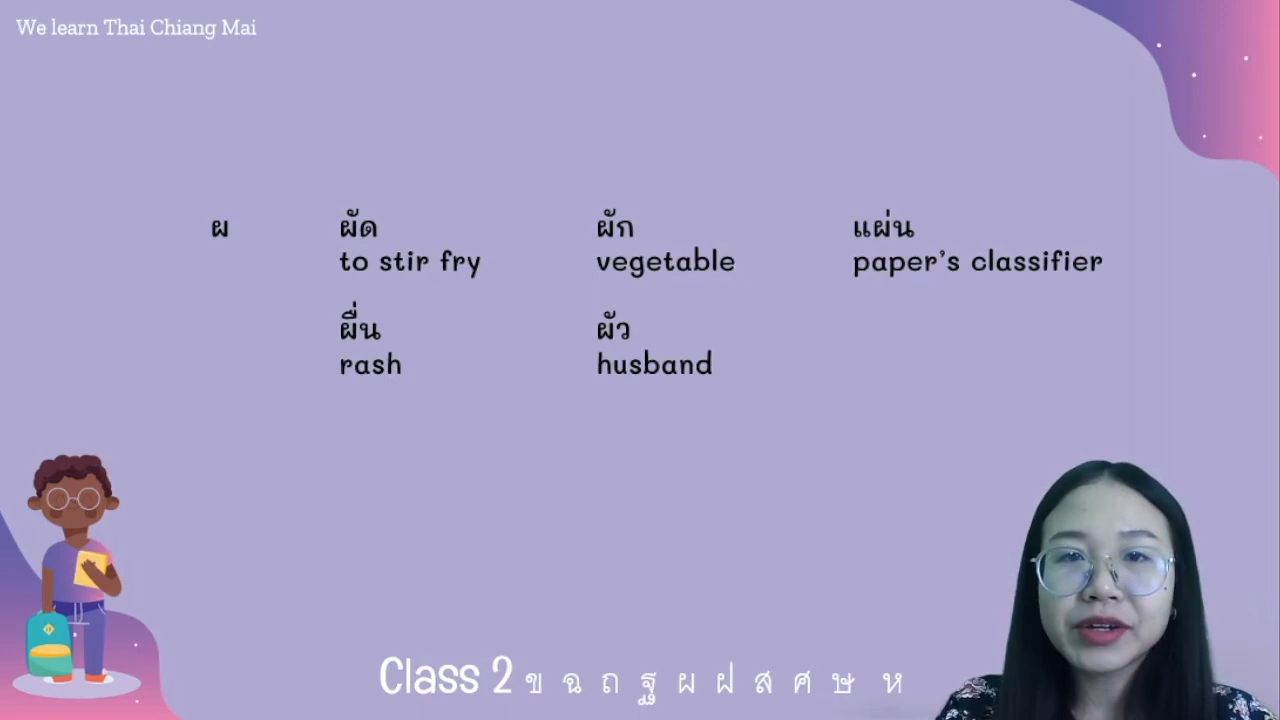 We learn Thai Chiang Mai
ผ ผัด ผัก แผ่น
to stir fry vegetable paper's classifier
ผื่น ผัว
rash husband
Class 2 ข ฉ ถ ฐ ผ ฝ ส ศ ษ ห